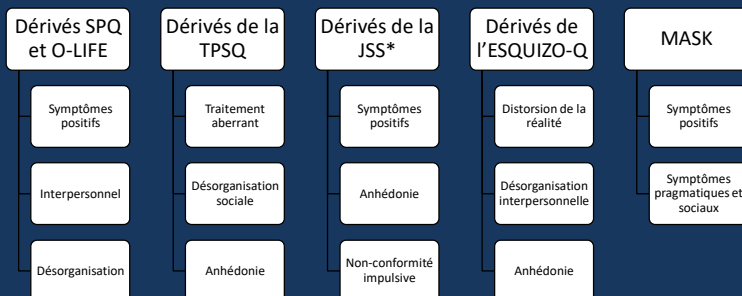 Dérivés SPQ
et O-LIFE
Symptômes
positifs
Interpersonnel
Désorganisation
Dérivés de la
TPSQ
Traitement
aberrant
Désorganisation
sociale
Anhédonie
Dérivés de la
JSS*
Symptômes
positifs
Anhédonie
Non-conformité
impulsive
Dérivés de
l'ESQUIZO-Q
Distorsion de la
réalité
Désorganisation
interpersonnelle
Anhédonie
MASK
Symptômes
positifs
Symptômes
pragmatiques et
sociaux